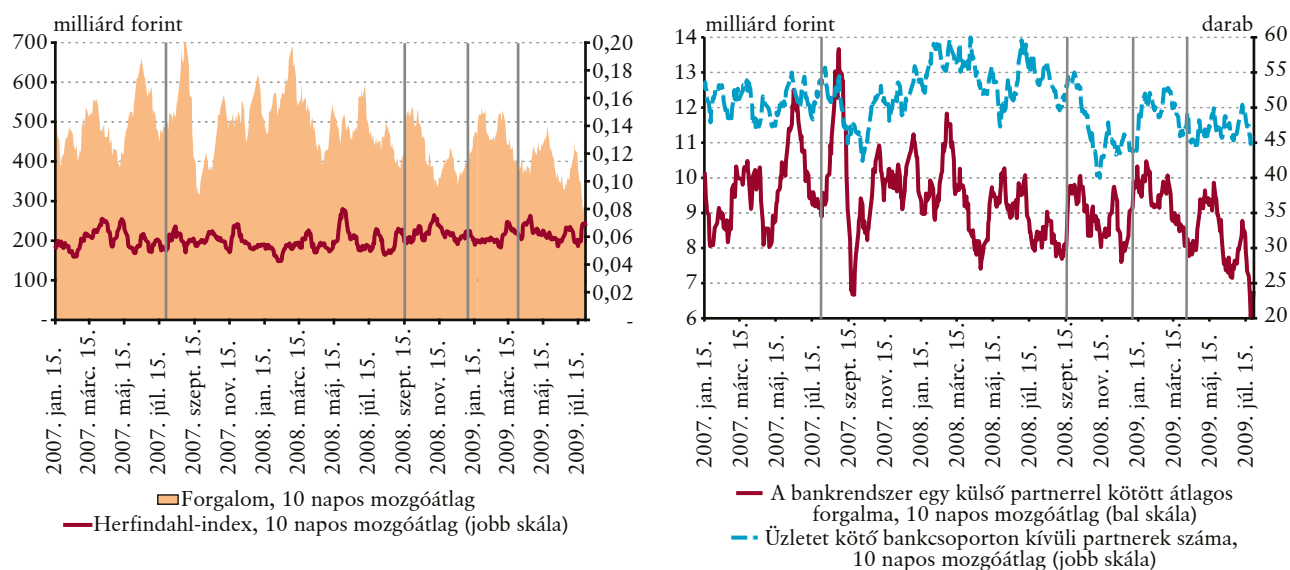 milliárd forint
700
600
500
400
300
200
100
-
0,20
0,18
0,16
0,14
0,12
0,10
0,08
0,06
0,04
0,02
-
2007. jan. 15.
2007. márc. 15.
2007. máj. 15.
2007. júl. 15.
2007. szept. 15.
2007. nov. 15.
2008. jan. 15.
2008. márc. 15.
2008. máj. 15.
2008. júl. 15.
2008. szept. 15.
2008. nov. 15.
2009. jan. 15.
2009. márc. 15.
2009. máj. 15.
2009. júl. 15.
Forgalom, 10 napos mozgóátlag
Herfindahl-index, 10 napos mozgóátlag (jobb skála)
milliárd forint
darab
14
13
12
11
10
9
8
7
6
60
55
50
45
40
35
30
25
20
2007. jan. 15.
2007. márc. 15.
2007. máj. 15.
2007. júl. 15.
2007. szept. 15.
2007. nov. 15.
2008. jan. 15.
2008. márc. 15.
2008. máj. 15.
2008. júl. 15.
2008. szept. 15.
2008. nov. 15.
2009. jan. 15.
2009. márc. 15.
2009. máj. 15.
2009. júl. 15.
A bankrendszer egy külső partnerrel kötött átlagos
forgalma, 10 napos mozgóátlag (bal skála)
Üzletet kötő bankcsoporton kívüli partnerek száma,
10 napos mozgóátlag (jobb skála)